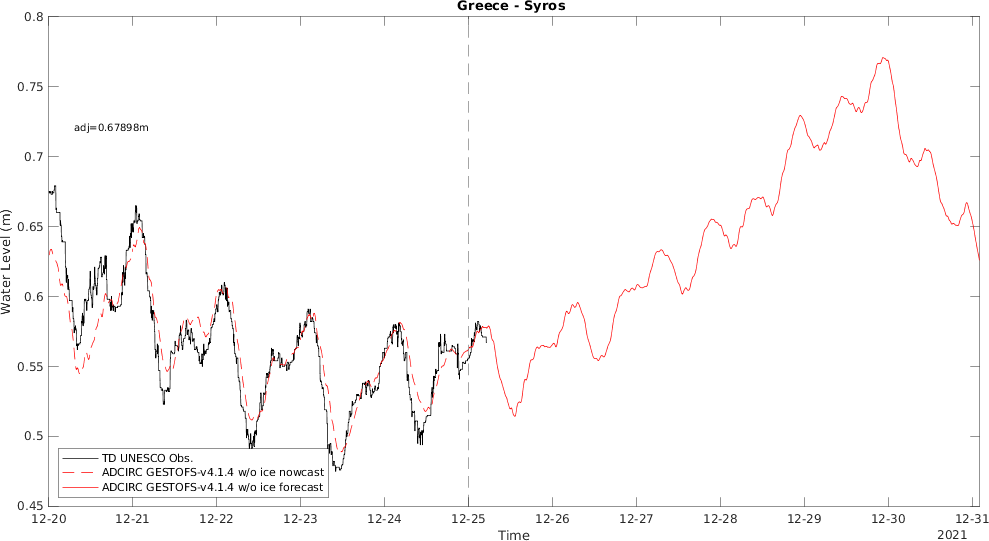 Greece - Syros
0.8
0.75
0.7
0.65
0.6
0.55
0.5
0.45
Water Level (m)
adj=0.67898m
TD UNESCO Obs.
ADCIRC GESTOFS-v4.1.4 w/o ice nowcast
ADCIRC GESTOFS-v4.1.4 w/o ice forecast
12-20 12-21 12-22 12-23 12-24 12-25 12-26 12-27 12-28 12-29 12-30 12-31
Time
2021